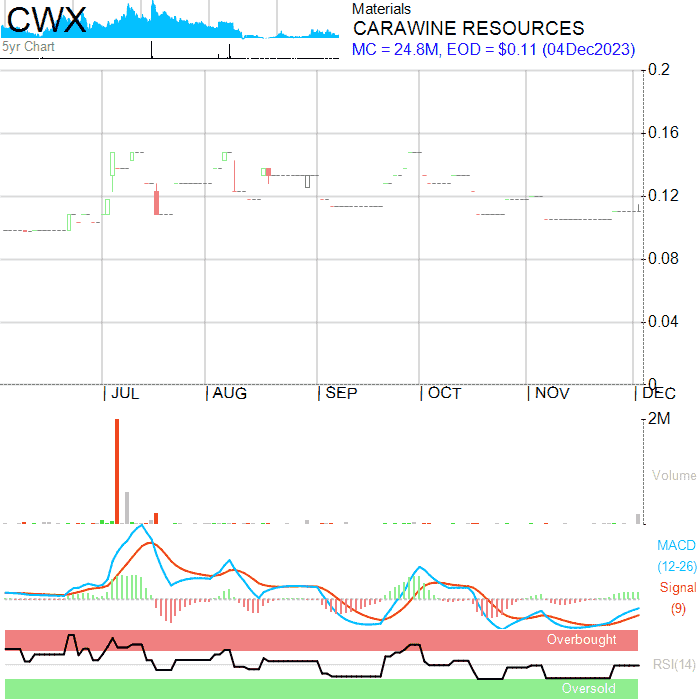 CWX
5yr Chart
Materials
CARAWINE RESOURCES
MC = 24.8M, EOD = $0.11 (04Dec2023)
0.2
0.16
0.12
0.08
0.04
0
JUL AUG SEP OCT NOV DEC
2M
Volume
MACD
(12-26)
Signal
(9)
Overbought
RSI(14)
Oversold